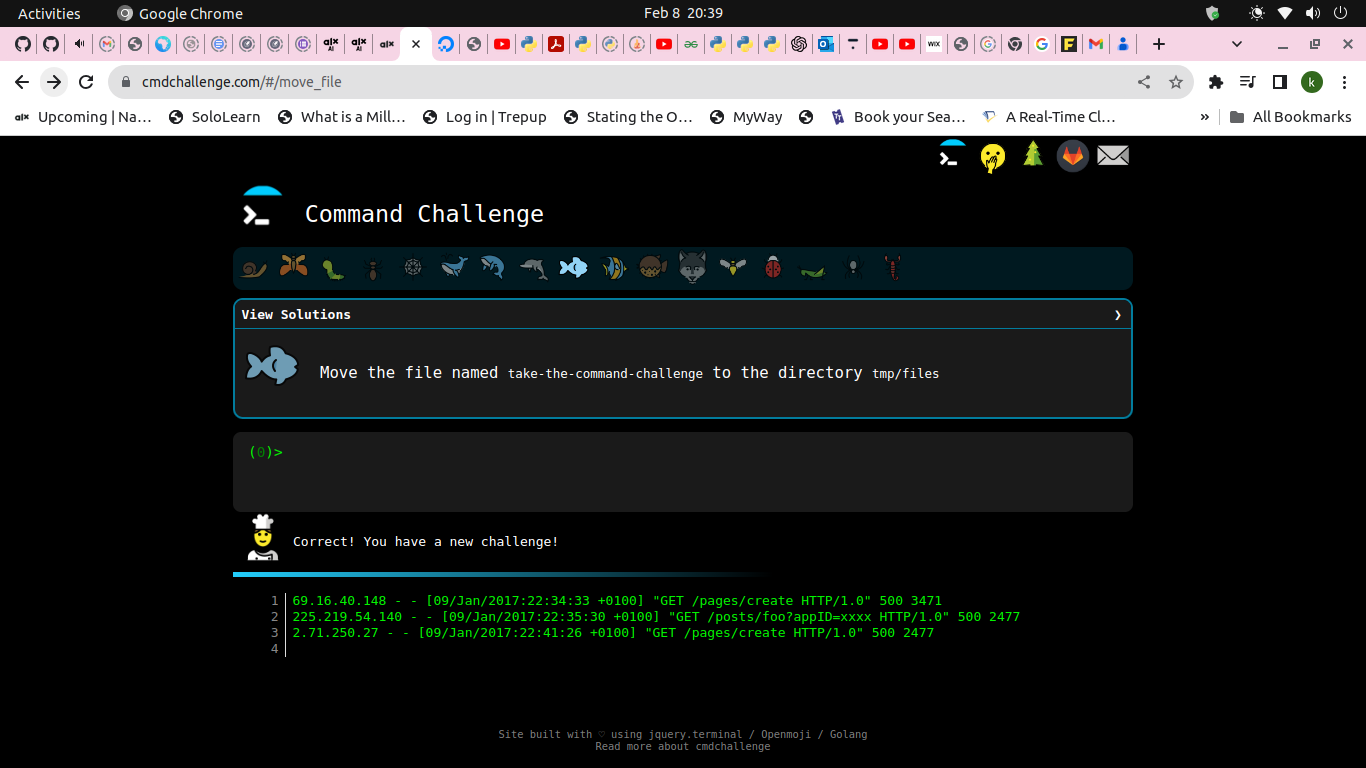 Activities Google Chrome Feb 8 20:39
cmdchallenge.com/#/move_file k
Upcoming | Na… SoloLearn What is a Mill… Log in | Trepup Stating the O… MyWay Book your Sea… A Real-Time Cl… » All Bookmarks
Command Challenge
View Solutions ❯
Move the file named take-the-command-challenge to the directory tmp/files
(0)>
Correct! You have a new challenge!
1 69.16.40.148 - - [09/Jan/2017:22:34:33 +0100] "GET /pages/create HTTP/1.0" 500 3471
2 225.219.54.140 - - [09/Jan/2017:22:35:30 +0100] "GET /posts/foo?appID=xxxx HTTP/1.0" 500 2477
3 2.71.250.27 - - [09/Jan/2017:22:41:26 +0100] "GET /pages/create HTTP/1.0" 500 2477
4
Site built with ♡ using jquery.terminal / Openmoji / Golang
Read more about cmdchallenge